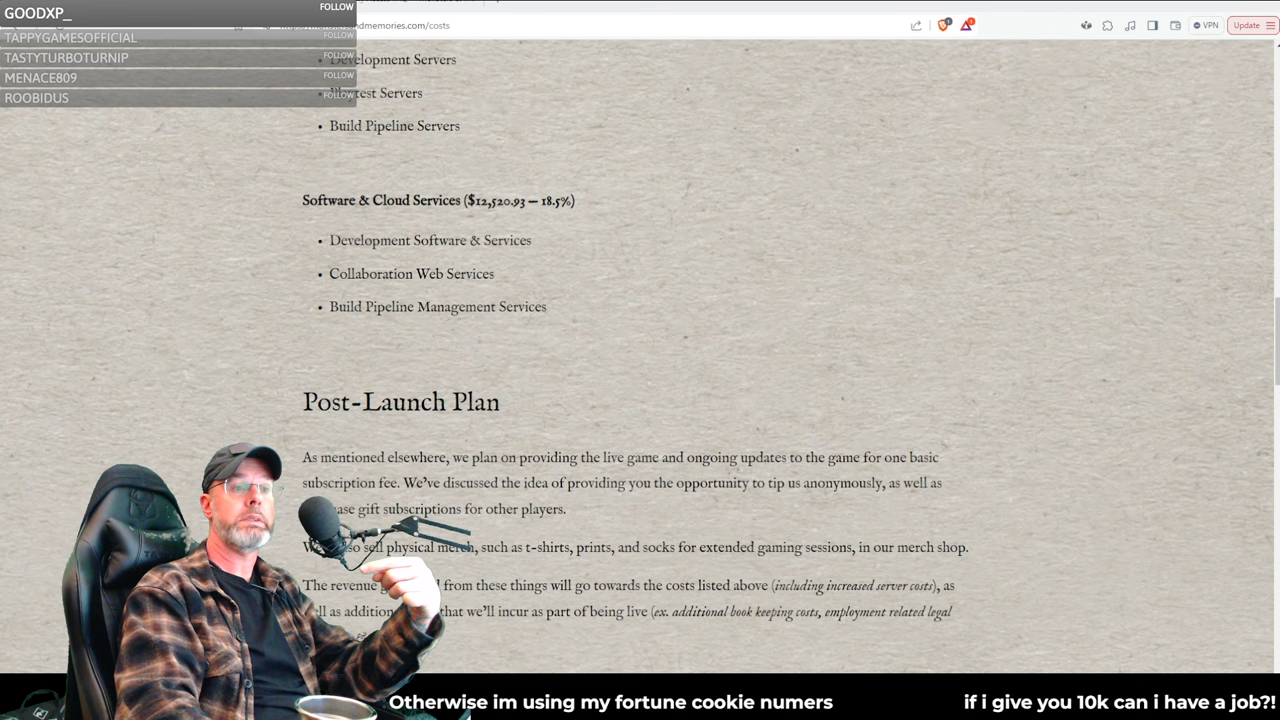 GOODXP_ FOLLOW
TAPPYGAMESOFFICIAL FOLLOW
TASTYTURBOTURNIP FOLLOW
MENACE809 FOLLOW
ROOBIDUS FOLLOW
andmemories.com/costs
VPN
Update
Development Servers
Servers
• Build Pipeline Servers
Software & Cloud Services ($12,520.93 – 18.5%)
• Development Software & Services
• Collaboration Web Services
• Build Pipeline Management Services
Post-Launch Plan
As mentioned elsewhere, we plan on providing the live game and ongoing updates to the game for one basic
subscription fee. We've discussed the idea of providing you the opportunity to tip us anonymously, as well as
gift subscriptions for other players.
sell physical merch, such as t-shirts, prints, and socks for extended gaming sessions, in our merch shop.
The revenue from these things will go towards the costs listed above (including increased server costs), as
that we'll incur as part of being live (ex. additional book keeping costs, employment related legal
Otherwise im using my fortune cookie numers if i give you 10k can i have a job?!